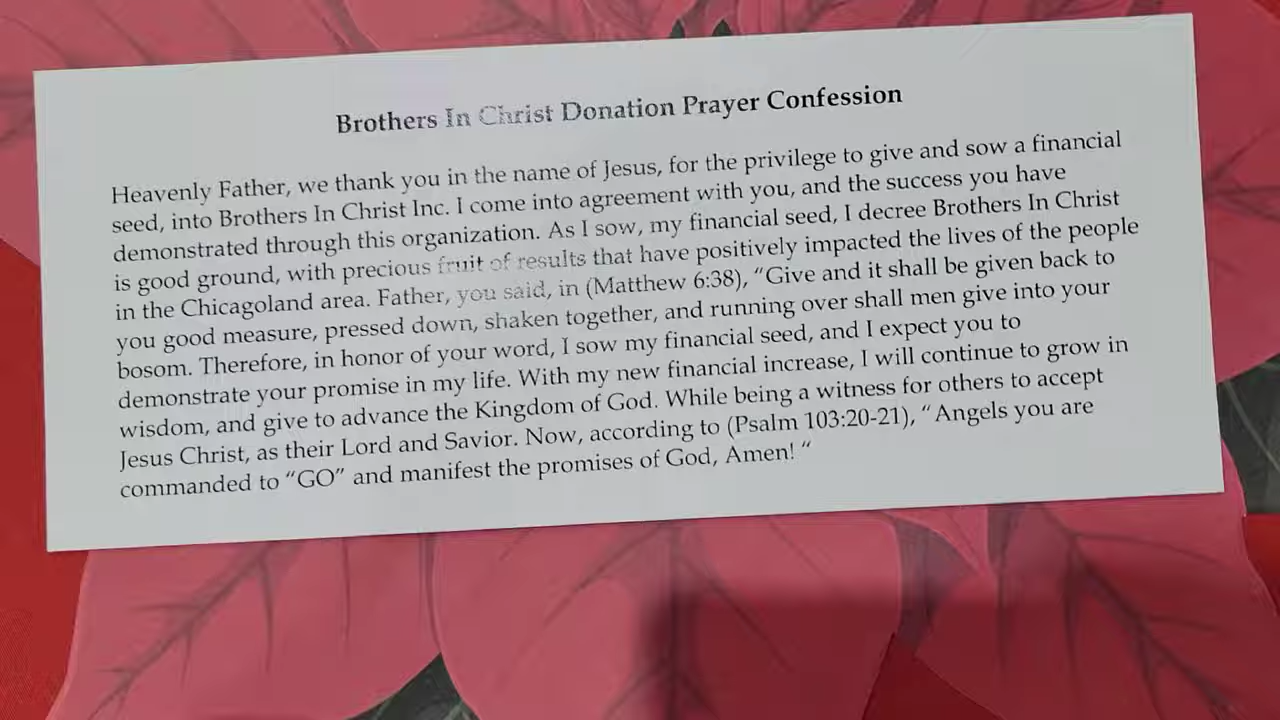 Brothers In Christ Donation Prayer Confession
Heavenly Father, we thank you in the name of Jesus, for the privilege to give and sow a financial
seed, into Brothers In Christ Inc. I come into agreement with you, and the success you have
demonstrated through this organization. As I sow, my financial seed, I decree Brothers In Christ
is good ground, with precious fruit of results that have positively impacted the lives of the people
in the Chicagoland area. Father, you said, in (Matthew 6:38), “Give and it shall be given back to
you good measure, pressed down, shaken together, and running over shall men give into your
bosom. Therefore, in honor of your word, I sow my financial seed, and I expect you to
demonstrate your promise in my life. With my new financial increase, I will continue to grow in
wisdom, and give to advance the Kingdom of God. While being a witness for others to accept
Jesus Christ, as their Lord and Savior. Now, according to (Psalm 103:20-21), “Angels you are
commanded to “GO” and manifest the promises of God, Amen! “